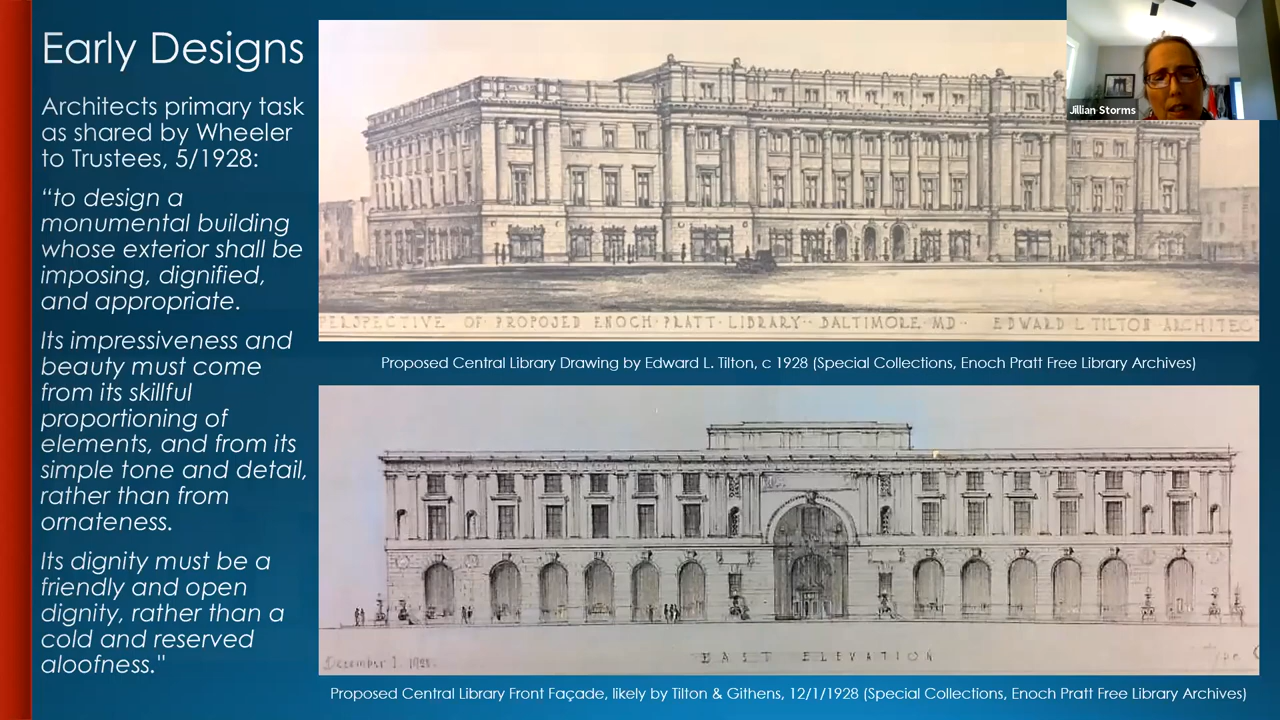 Early Designs
Architects primary task
as shared by Wheeler
to Trustees, 5/1928:
“to design a
monumental building
whose exterior shall be
imposing, dignified,
and appropriate.
Its impressiveness and
beauty must come
from its skillful
proportioning of
elements, and from its
simple tone and detail,
rather than from
ornateness.
Its dignity must be a
friendly and open
dignity, rather than a
cold and reserved
aloofness."
Jillian Storms
PERSPECTIVE OF PROPOSED ENOCH PRATT LIBRARY BALTIMORE MD EDWARD L TILTON ARCHITEC
Proposed Central Library Drawing by Edward L. Tilton, c 1928 (Special Collections, Enoch Pratt Free Library Archives)
December 1. 1928. EAST ELEVATION
Proposed Central Library Front Façade, likely by Tilton & Githens, 12/1/1928 (Special Collections, Enoch Pratt Free Library Archives)